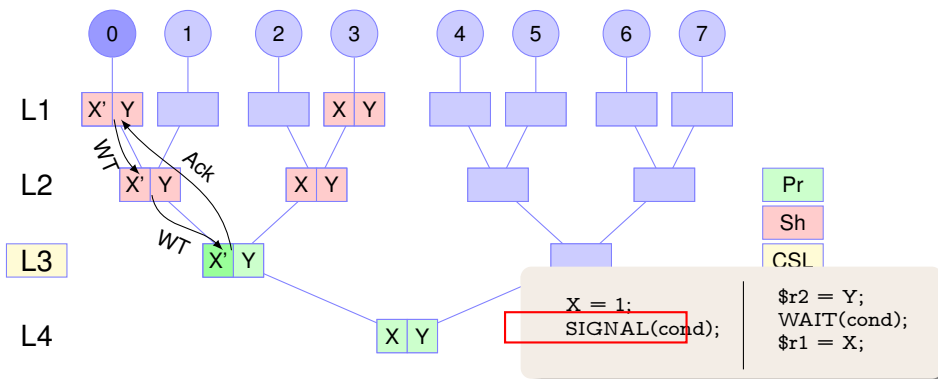 0 1 2 3 4 5 6 7
L1 X' Y X Y
WT Ack
L2 X' Y X Y Pr
WT Sh
L3 X' Y CSL
X = 1; $r2 = Y;
SIGNAL(cond); WAIT(cond);
L4 X Y $r1 = X;